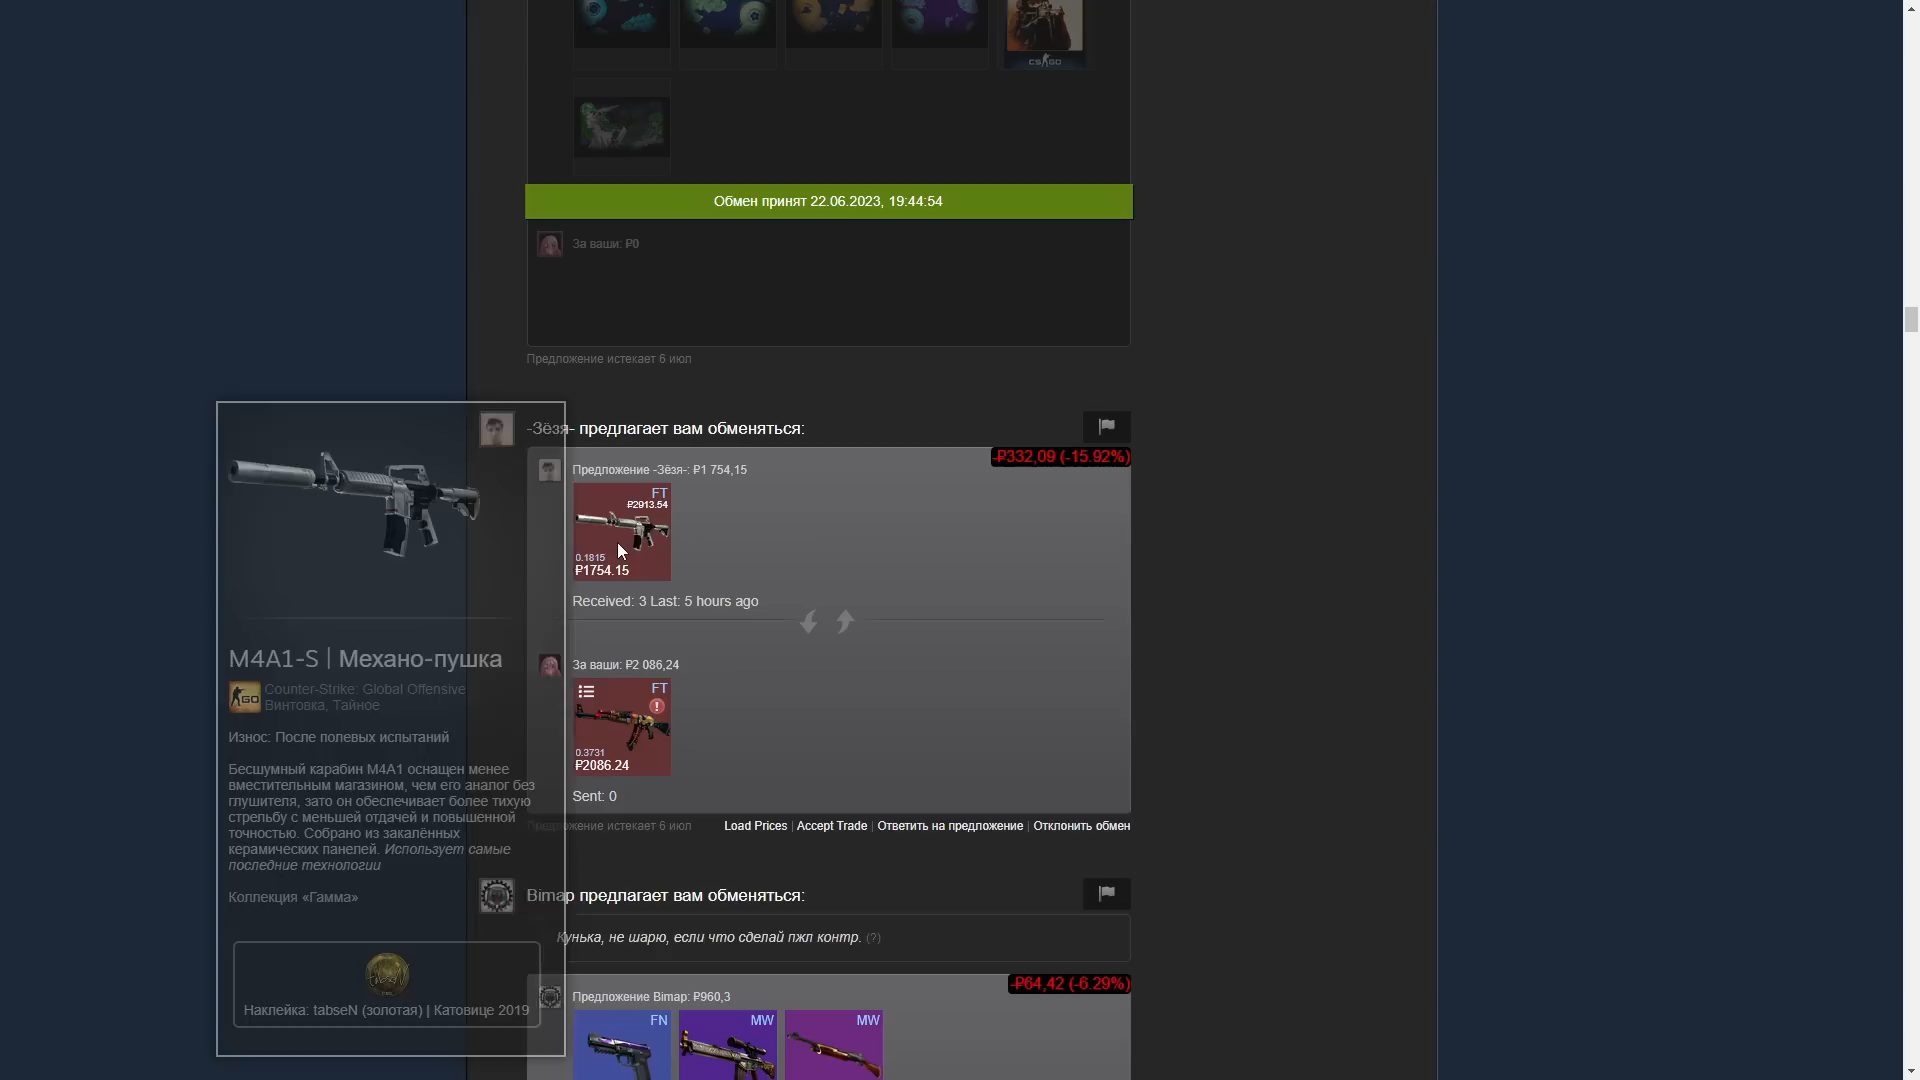 CS GO
Обмен принят 22.06.2023, 19:44:54
За ваши: ₽0
Предложение истекает 6 июл
-Зёзя- предлагает вам обменяться:
-₽332,09 (-15.92%)
Предложение -Зёзя-: ₽1 754,15
FT
₽2913.54
0.1815
₽1754.15
Received: 3 Last: 5 hours ago
За ваши: ₽2 086,24
FT
0.3731
₽2086.24
Sent: 0
Предложение истекает 6 июл
Load Prices | Accept Trade | Ответить на предложение | Отклонить обмен
M4A1-S | Механо-пушка
GO
Counter-Strike: Global Offensive
Винтовка, Тайное
Износ: После полевых испытаний
Бесшумный карабин M4A1 оснащен менее
вместительным магазином, чем его аналог без
глушителя, зато он обеспечивает более тихую
стрельбу с меньшей отдачей и повышенной
точностью. Собрано из закалённых
керамических панелей. Использует самые
последние технологии
Коллекция «Гамма»
Наклейка: tabseN (золотая) | Катовице 2019
Bimap предлагает вам обменяться:
Кунька, не шарю, если что сделай пжл контр. (?)
-₽64,42 (-6.29%)
Предложение Bimap: ₽960,3
FN
MW
MW